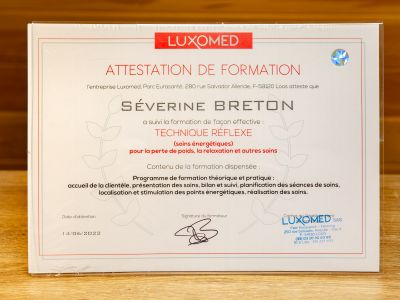 LUXOMED
ATTESTATION DE FORMATION
l'entreprise Luxomed, Parc Eurasanté, 280 rue Salvador Allende, F-59120 Loos atteste que
Séverine BRETON
a suivi la formation de façon effective :
TECHNIQUE RÉFLEXE
(soins énergétiques)
pour la perte de poids, la relaxation et autres soins
Contenu de la formation dispensée :
Programme de formation théorique et pratique :
accueil de la clientèle, présentation des soins, bilan et suivi, planification des séances de soins,
localisation et stimulation des points énergétiques, réalisation des soins.
Date d'obtention
Signature du formateur
14/06/2022
LUXOMED